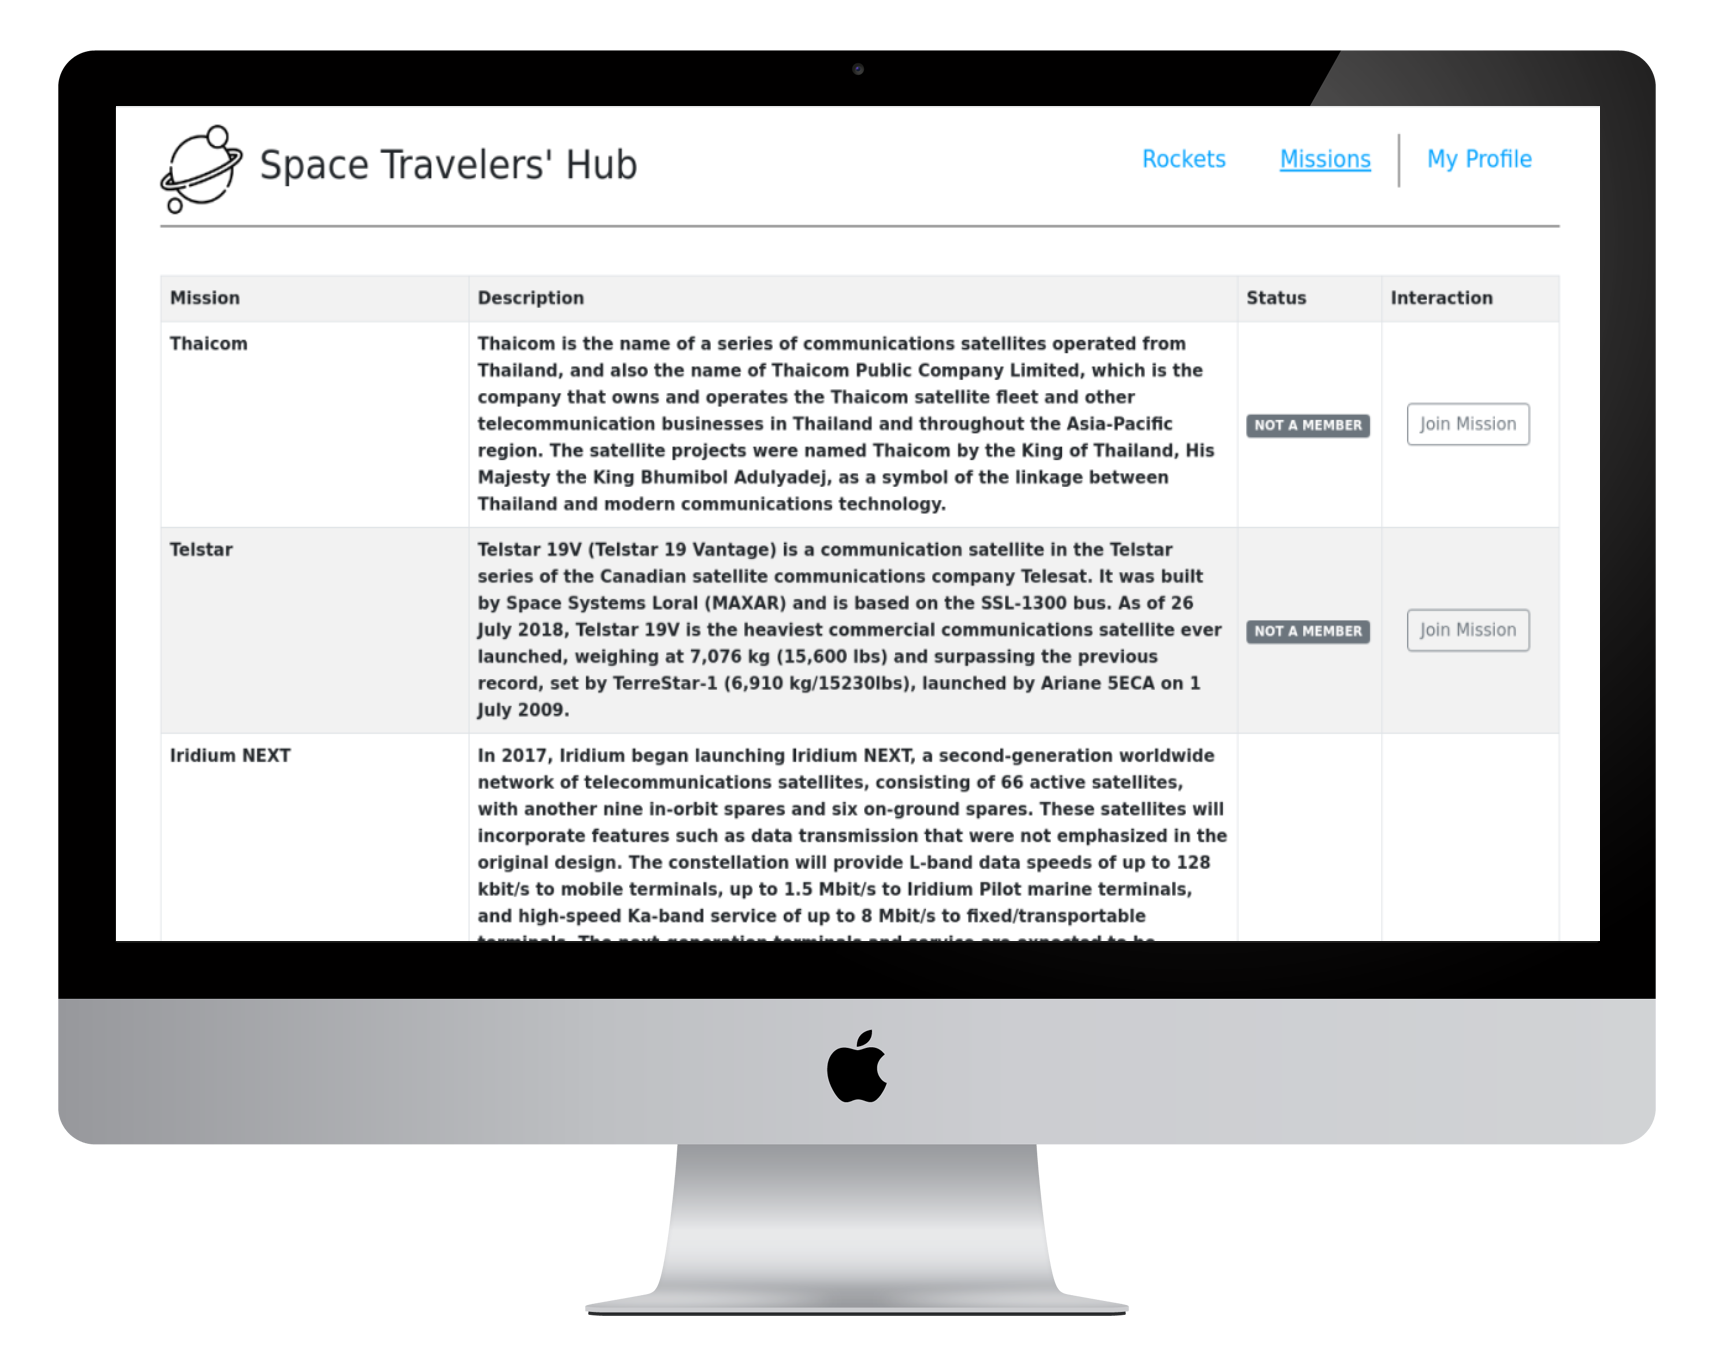 Space Travelers' Hub
Rockets
Missions
My Profile
Mission
Description
Status
Interaction
Thaicom
Thaicom is the name of a series of communications satellites operated from
Thailand, and also the name of Thaicom Public Company Limited, which is the
company that owns and operates the Thaicom satellite fleet and other
telecommunication businesses in Thailand and throughout the Asia-Pacific
region. The satellite projects were named Thaicom by the King of Thailand, His
Majesty the King Bhumibol Adulyadej, as a symbol of the linkage between
Thailand and modern communications technology.
NOT A MEMBER
Join Mission
Telstar
Telstar 19V (Telstar 19 Vantage) is a communication satellite in the Telstar
series of the Canadian satellite communications company Telesat. It was built
by Space Systems Loral (MAXAR) and is based on the SSL-1300 bus. As of 26
July 2018, Telstar 19V is the heaviest commercial communications satellite ever
launched, weighing at 7,076 kg (15,600 lbs) and surpassing the previous
record, set by TerreStar-1 (6,910 kg/15230lbs), launched by Ariane 5ECA on 1
July 2009.
NOT A MEMBER
Join Mission
Iridium NEXT
In 2017, Iridium began launching Iridium NEXT, a second-generation worldwide
network of telecommunications satellites, consisting of 66 active satellites,
with another nine in-orbit spares and six on-ground spares. These satellites will
incorporate features such as data transmission that were not emphasized in the
original design. The constellation will provide L-band data speeds of up to 128
kbit/s to mobile terminals, up to 1.5 Mbit/s to Iridium Pilot marine terminals,
and high-speed Ka-band service of up to 8 Mbit/s to fixed/transportable
terminals. The next-generation terminals and service are expected to be